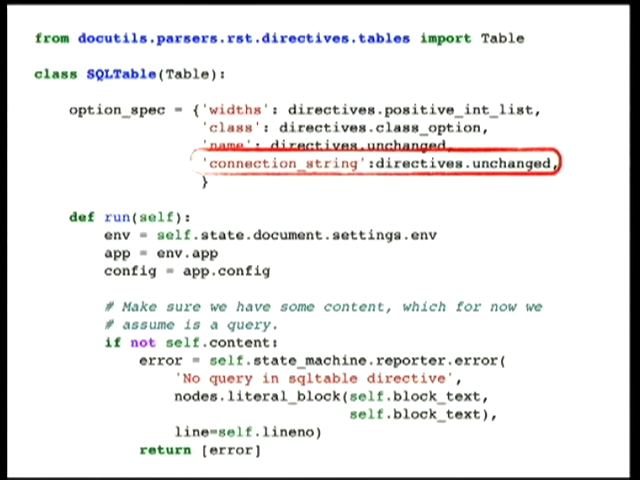 from docutils.parsers.rst.directives.tables import Table
class SQLTable(Table):
option_spec = {'widths': directives.positive_int_list,
'class': directives.class_option,
'name': directives.unchanged,
'connection_string':directives.unchanged,
}
def run(self):
env = self.state.document.settings.env
app = env.app
config = app.config
# Make sure we have some content, which for now we
# assume is a query.
if not self.content:
error = self.state_machine.reporter.error(
'No query in sqltable directive',
nodes.literal_block(self.block_text,
self.block_text),
line=self.lineno)
return [error]